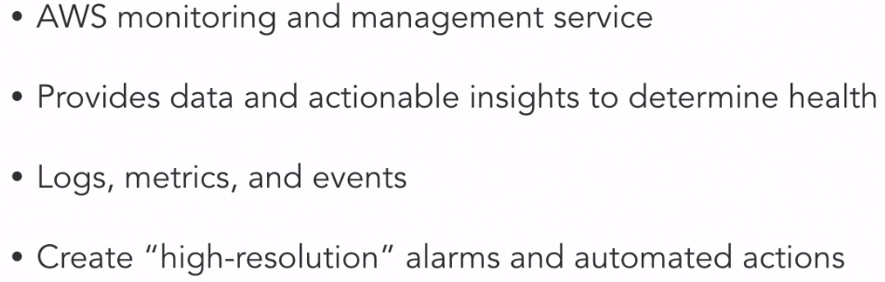 • AWS monitoring and management service
• Provides data and actionable insights to determine health
• Logs, metrics, and events
• Create “high-resolution” alarms and automated actions